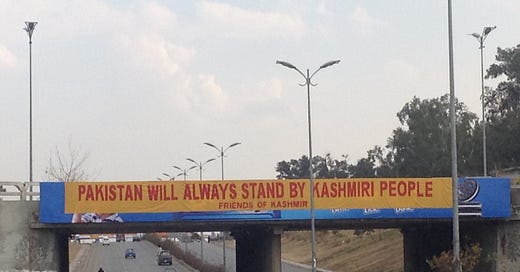 PAKISTAN WILL ALWAYS STAND BY KASHMIRI PEOPLE
FRIENDS OF KASHMIR